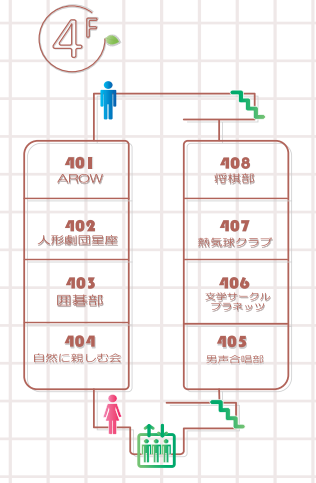 4F
401
AROW
408
将棋部
402
人形劇団星座
407
熱気球クラブ
403
囲碁部
406
文学サークル
プラネッツ
404
自然に親しむ会
405
男声合唱部